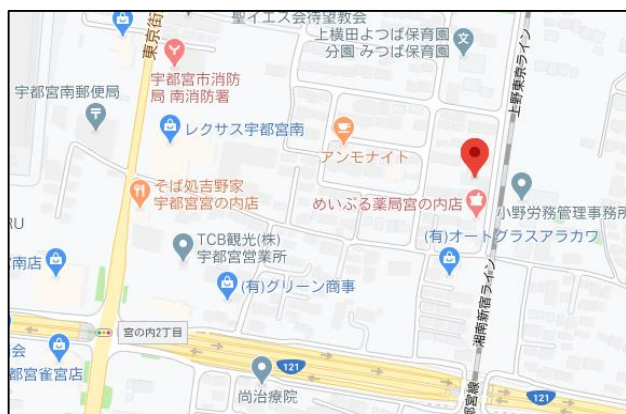 聖イエス会待望教会
上横田よつば保育園
分園 みつば保育園
東京街
宇都宮市消防
局 南消防署
宇都宮南郵便局
レクサス宇都宮南
アンモナイト
上野東京ライン
そば処吉野家
宇都宮宮の内店
めいぷる薬局宮の内店
小野労務管理事務所
RU
TCB観光(株)
宇都宮営業所
(有)オートグラスアラカワ
宮南店
(有)グリーン商事
湘南新宿ライン
宮の内2丁目
会
都宮雀宮店
121
尚治療院
121
都宮線